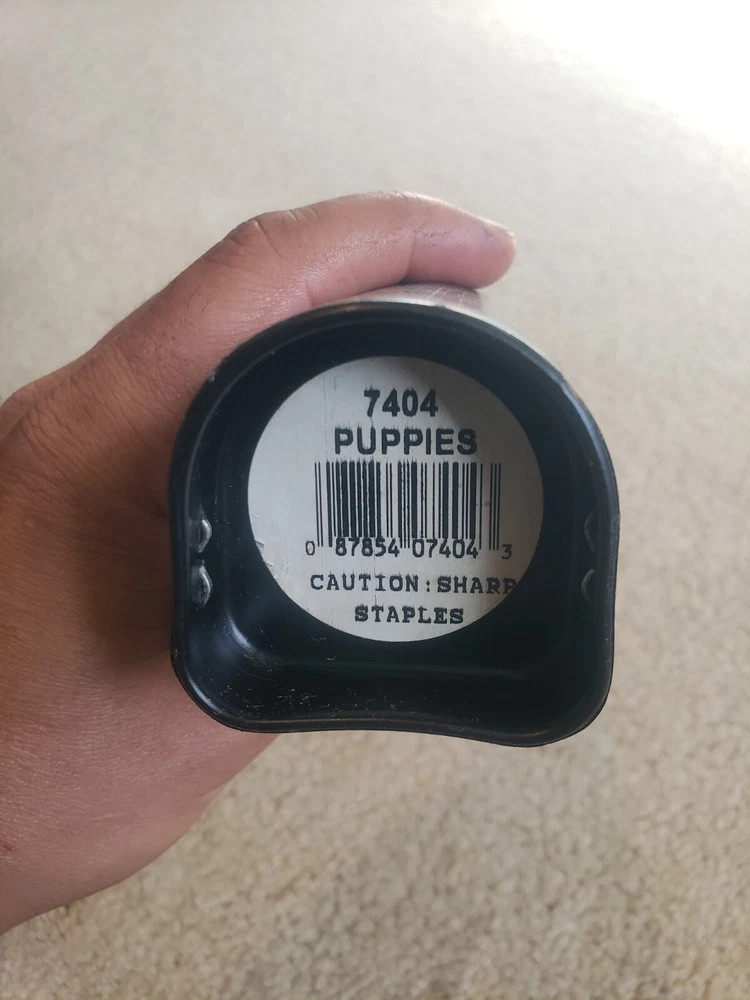 7404
PUPPIES
0 87854 07404 3
CAUTION:SHARP
STAPLES